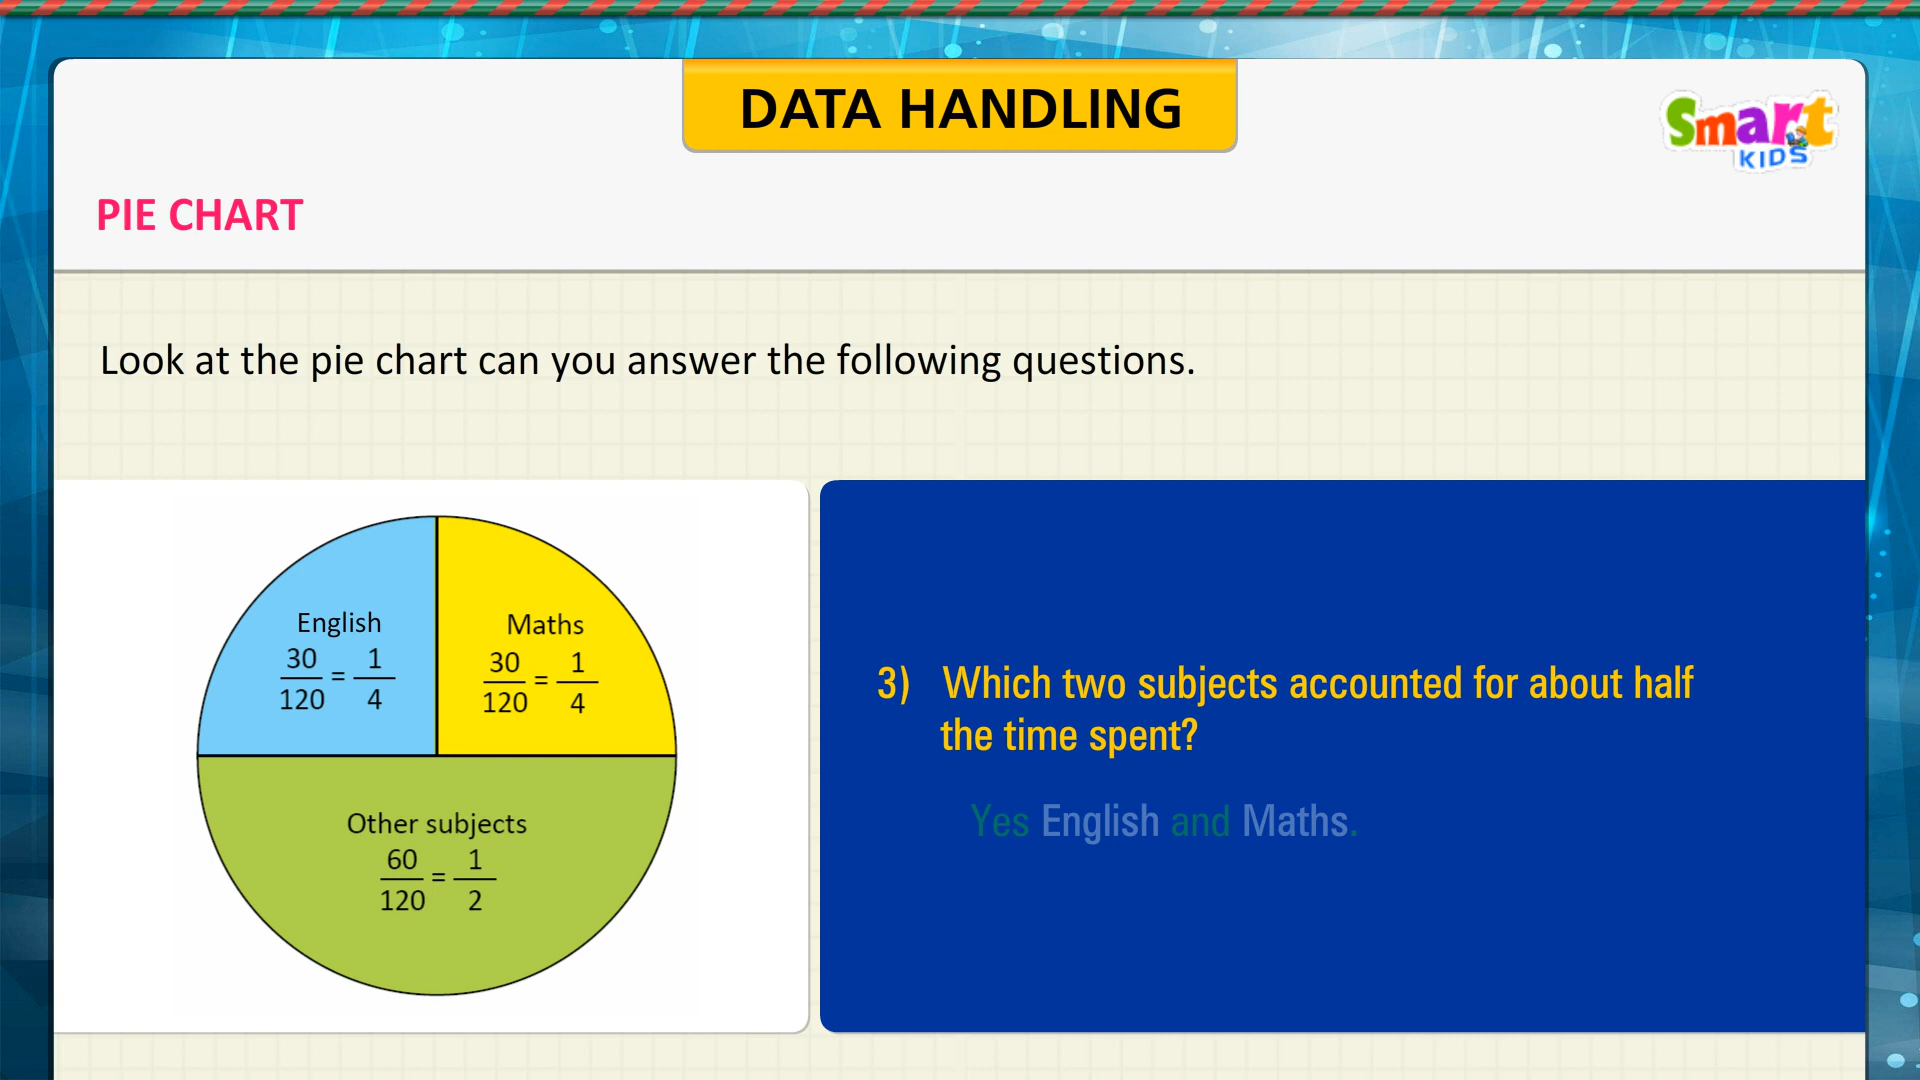 DATA HANDLING
Smart
KIDS
PIE CHART
Look at the pie chart can you answer the following questions.
English
30/120 = 1/4
Maths
30/120 = 1/4
Other subjects
60/120 = 1/2
3) Which two subjects accounted for about half
the time spent?
Yes English and Maths.